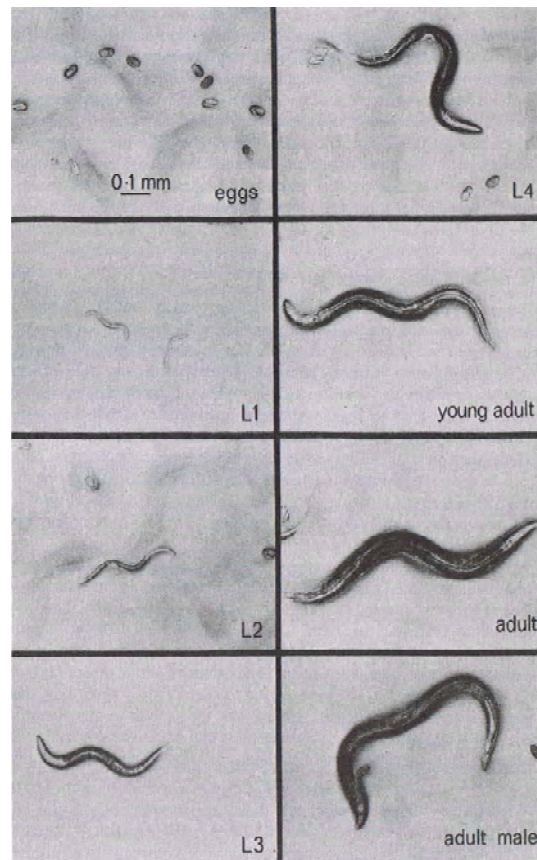 0·1 mm
eggs
L1
L2
L3
L4
young adult
adult
adult male